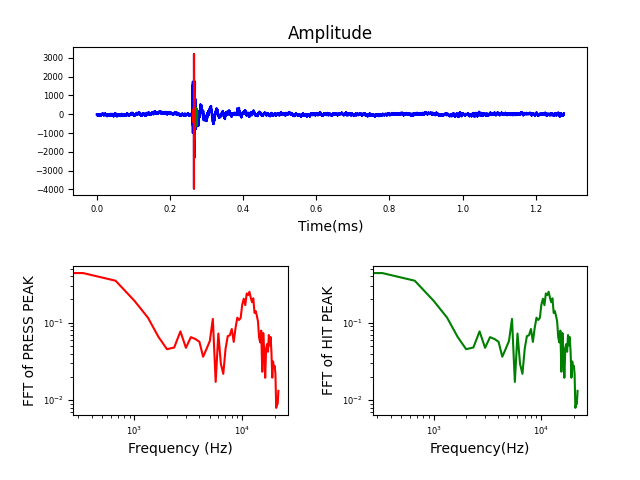 Amplitude
3000
2000
1000
0
−1000
−2000
−3000
−4000
0.0 0.2 0.4 0.6 0.8 1.0 1.2
Time(ms)
FFT of PRESS PEAK
10⁻¹
10⁻²
10³ 10⁴
Frequency (Hz)
FFT of HIT PEAK
10⁻¹
10⁻²
10³ 10⁴
Frequency(Hz)